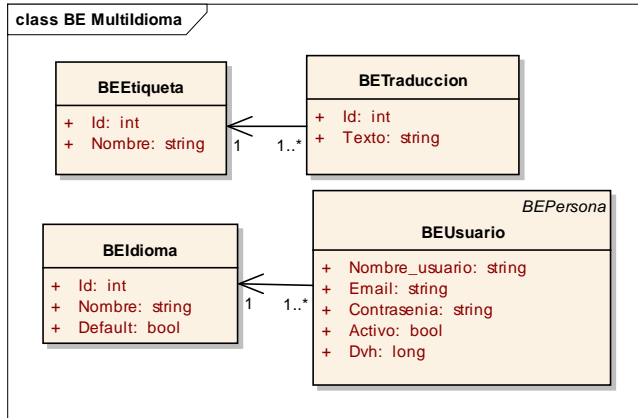 class BE MultiIdioma
BEEtiqueta
+ Id: int
+ Nombre: string
BETraduccion
+ Id: int
+ Texto: string
1
1..*
BEIdioma
+ Id: int
+ Nombre: string
+ Default: bool
BEPersona
BEUsuario
+ Nombre_usuario: string
+ Email: string
+ Contrasenia: string
+ Activo: bool
+ Dvh: long
1
1..*